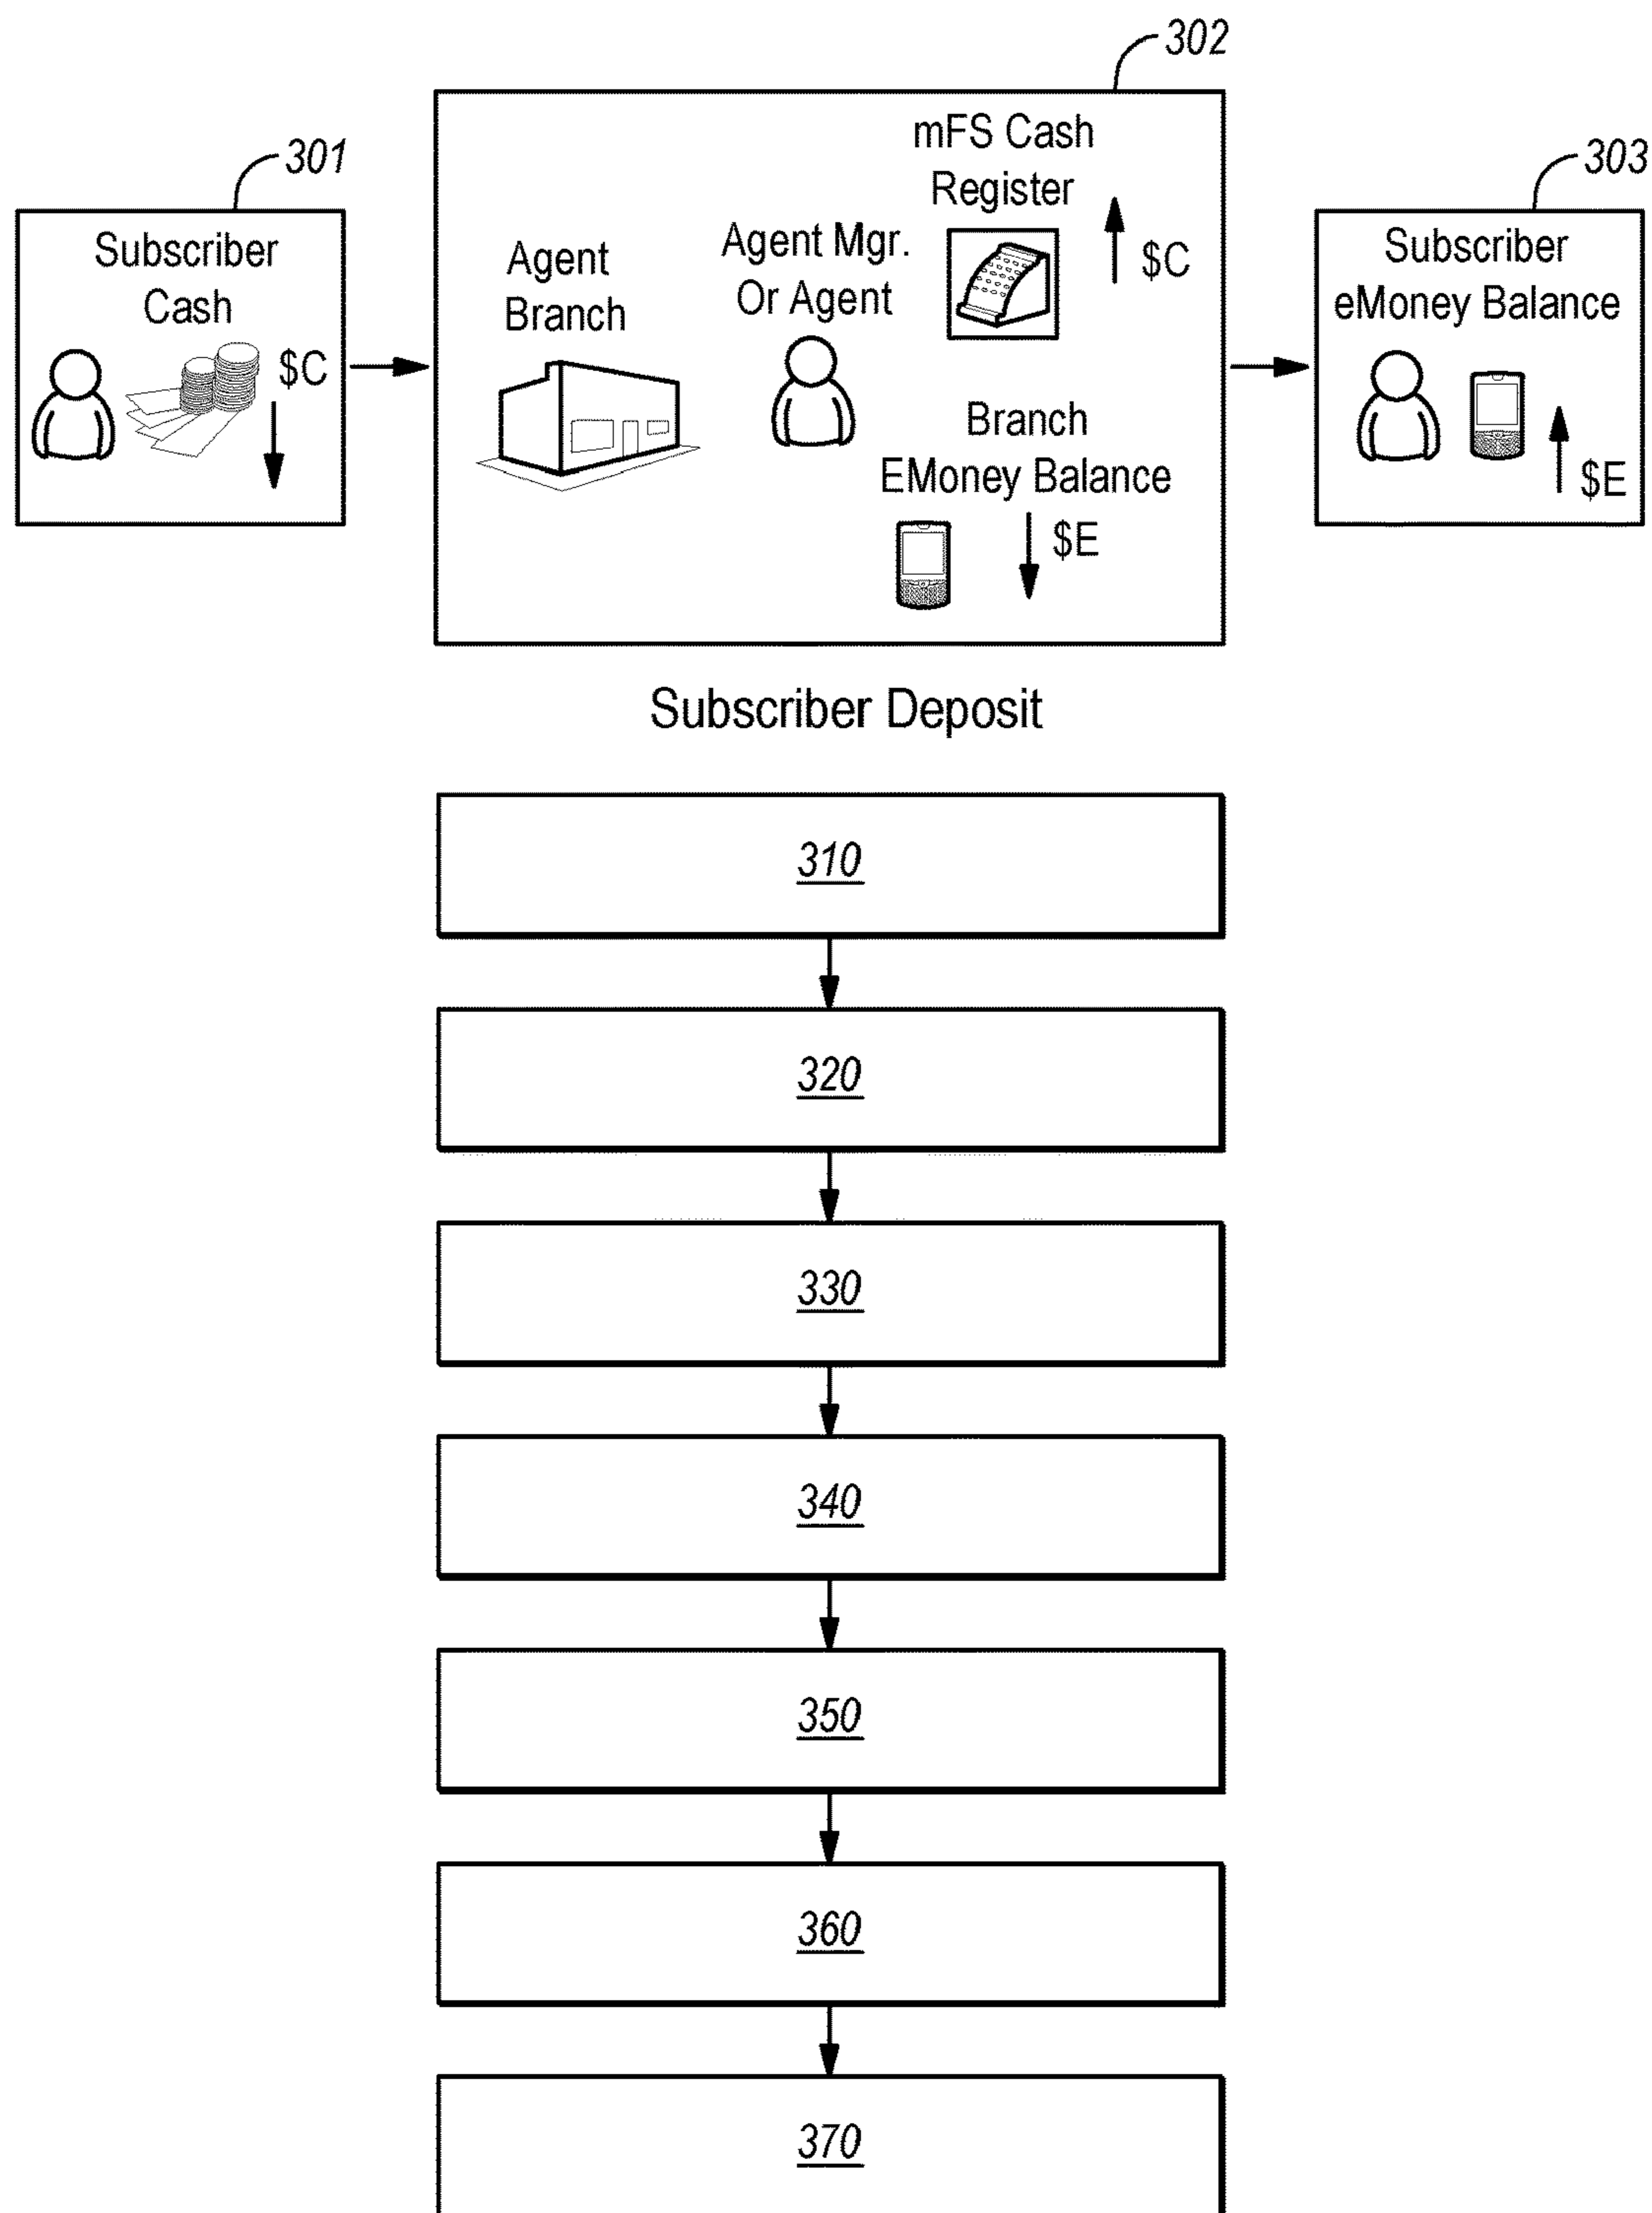 302
301
303
Subscriber
Cash
$C
Agent
Branch
Agent Mgr.
Or Agent
mFS Cash
Register
$C
Branch
EMoney Balance
$E
Subscriber
eMoney Balance
$E
Subscriber Deposit
310
320
330
340
350
360
370